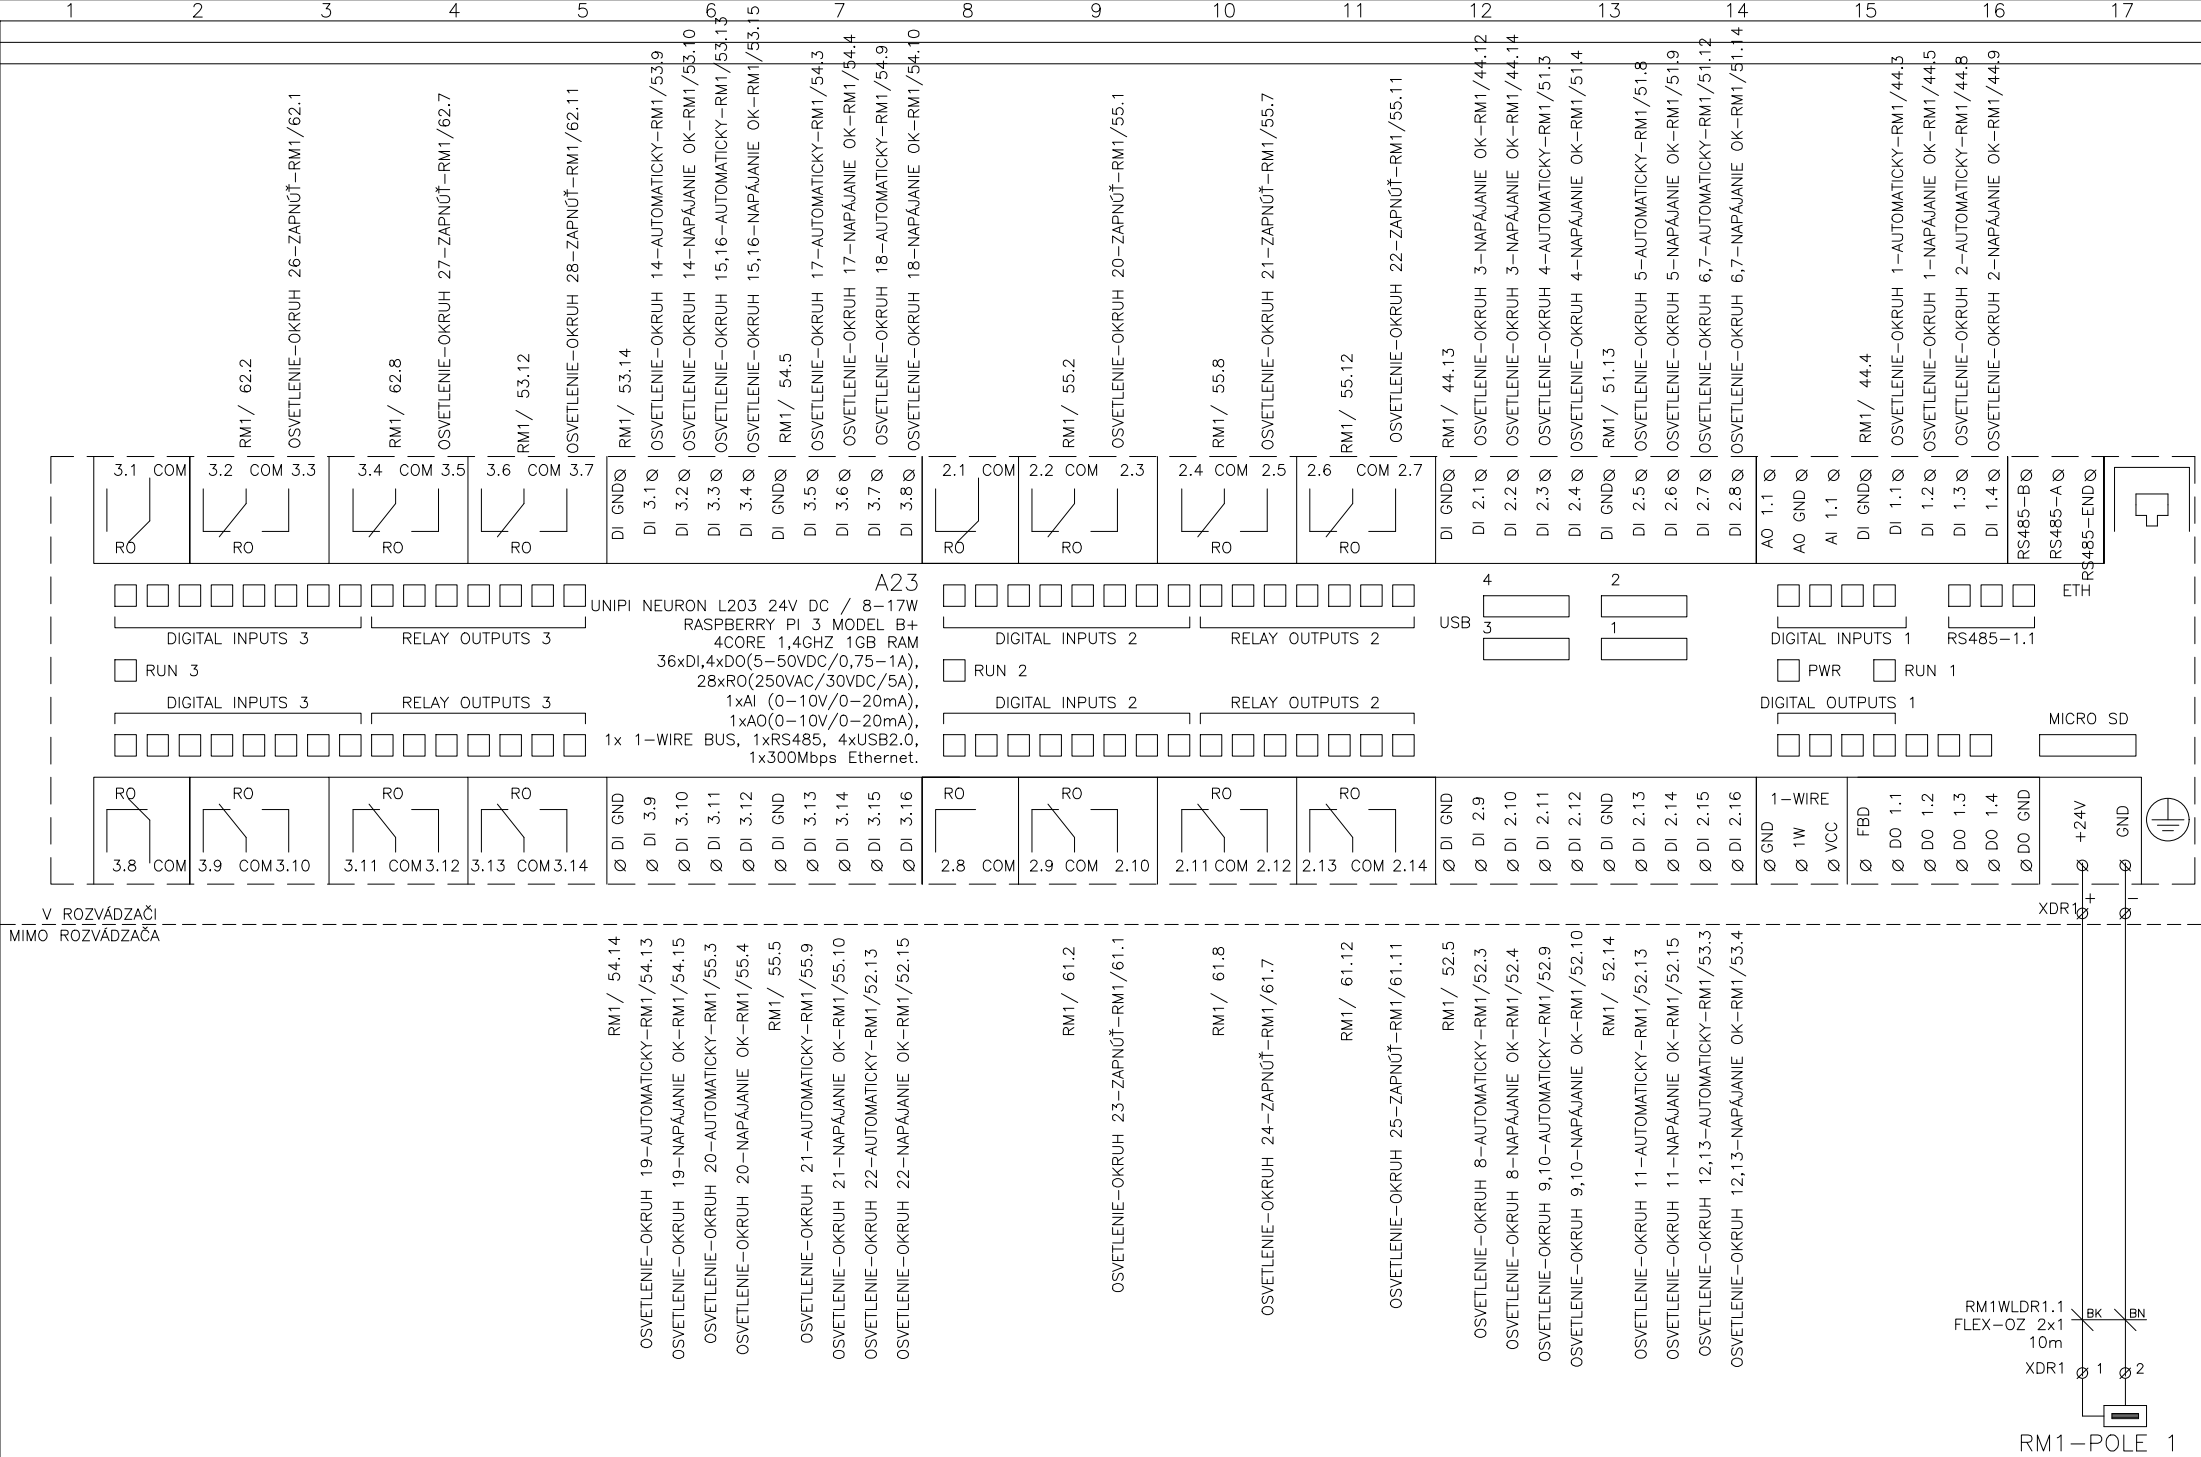 1 2 3 4 5 6 7 8 9 10 11 12 13 14 15 16 17
RM1/ 62.2
OSVETLENIE-OKRUH 26-ZAPNÚŤ-RM1/62.1
RM1/ 62.8
OSVETLENIE-OKRUH 27-ZAPNÚŤ-RM1/62.7
RM1/ 53.12
OSVETLENIE-OKRUH 28-ZAPNÚŤ-RM1/62.11
RM1/ 53.14
OSVETLENIE-OKRUH 14-AUTOMATICKY-RM1/53.9
OSVETLENIE-OKRUH 14-NAPÁJANIE OK-RM1/53.10
OSVETLENIE-OKRUH 15,16-AUTOMATICKY-RM1/53.13
OSVETLENIE-OKRUH 15,16-NAPÁJANIE OK-RM1/53.15
RM1/ 54.5
OSVETLENIE-OKRUH 17-AUTOMATICKY-RM1/54.3
OSVETLENIE-OKRUH 17-NAPÁJANIE OK-RM1/54.4
OSVETLENIE-OKRUH 18-AUTOMATICKY-RM1/54.9
OSVETLENIE-OKRUH 18-NAPÁJANIE OK-RM1/54.10
RM1/ 55.2
OSVETLENIE-OKRUH 20-ZAPNÚŤ-RM1/55.1
RM1/ 55.8
OSVETLENIE-OKRUH 21-ZAPNÚŤ-RM1/55.7
RM1/ 55.12
OSVETLENIE-OKRUH 22-ZAPNÚŤ-RM1/55.11
RM1/ 44.13
OSVETLENIE-OKRUH 3-NAPÁJANIE OK-RM1/44.12
OSVETLENIE-OKRUH 3-NAPÁJANIE OK-RM1/44.14
OSVETLENIE-OKRUH 4-AUTOMATICKY-RM1/51.3
OSVETLENIE-OKRUH 4-NAPÁJANIE OK-RM1/51.4
RM1/ 51.13
OSVETLENIE-OKRUH 5-AUTOMATICKY-RM1/51.8
OSVETLENIE-OKRUH 5-NAPÁJANIE OK-RM1/51.9
OSVETLENIE-OKRUH 6,7-AUTOMATICKY-RM1/51.12
OSVETLENIE-OKRUH 6,7-NAPÁJANIE OK-RM1/51.14
RM1/ 44.4
OSVETLENIE-OKRUH 1-AUTOMATICKY-RM1/44.3
OSVETLENIE-OKRUH 1-NAPÁJANIE OK-RM1/44.5
OSVETLENIE-OKRUH 2-AUTOMATICKY-RM1/44.8
OSVETLENIE-OKRUH 2-NAPÁJANIE OK-RM1/44.9
3.1 COM
RO
3.2 COM 3.3
RO
3.4 COM 3.5
RO
3.6 COM 3.7
RO
DI GND
DI 3.1
DI 3.2
DI 3.3
DI 3.4
DI GND
DI 3.5
DI 3.6
DI 3.7
DI 3.8
2.1 COM
RO
2.2 COM 2.3
RO
2.4 COM 2.5
RO
2.6 COM 2.7
RO
DI GND
DI 2.1
DI 2.2
DI 2.3
DI 2.4
DI GND
DI 2.5
DI 2.6
DI 2.7
DI 2.8
AO 1.1
AO GND
AI 1.1
DI GND
DI 1.1
DI 1.2
DI 1.3
DI 1.4
RS485-B
RS485-A
RS485-END
ETH
DIGITAL INPUTS 3
RELAY OUTPUTS 3
RUN 3
DIGITAL INPUTS 3
RELAY OUTPUTS 3
A23
UNIPI NEURON L203 24V DC / 8-17W
RASPBERRY PI 3 MODEL B+
4CORE 1,4GHZ 1GB RAM
36xDI,4xDO(5-50VDC/0,75-1A),
28xRO(250VAC/30VDC/5A),
1xAI (0-10V/0-20mA),
1xAO(0-10V/0-20mA),
1x 1-WIRE BUS, 1xRS485, 4xUSB2.0,
1x300Mbps Ethernet.
DIGITAL INPUTS 2
RELAY OUTPUTS 2
RUN 2
DIGITAL INPUTS 2
RELAY OUTPUTS 2
4 2
USB
3 1
DIGITAL INPUTS 1
RS485-1.1
PWR
RUN 1
DIGITAL OUTPUTS 1
MICRO SD
RO
3.8 COM
RO
3.9 COM 3.10
RO
3.11 COM 3.12
RO
3.13 COM 3.14
DI GND
DI 3.9
DI 3.10
DI 3.11
DI 3.12
DI GND
DI 3.13
DI 3.14
DI 3.15
DI 3.16
RO
2.8 COM
RO
2.9 COM 2.10
RO
2.11 COM 2.12
RO
2.13 COM 2.14
DI GND
DI 2.9
DI 2.10
DI 2.11
DI 2.12
DI GND
DI 2.13
DI 2.14
DI 2.15
DI 2.16
1-WIRE
GND
1W
VCC
FBD
DO 1.1
DO 1.2
DO 1.3
DO 1.4
DO GND
+24V
GND
V ROZVÁDZAČI
MIMO ROZVÁDZAČA
XDR1 + -
RM1/ 54.14
OSVETLENIE-OKRUH 19-AUTOMATICKY-RM1/54.13
OSVETLENIE-OKRUH 19-NAPÁJANIE OK-RM1/54.15
OSVETLENIE-OKRUH 20-AUTOMATICKY-RM1/55.3
OSVETLENIE-OKRUH 20-NAPÁJANIE OK-RM1/55.4
RM1/ 55.5
OSVETLENIE-OKRUH 21-AUTOMATICKY-RM1/55.9
OSVETLENIE-OKRUH 21-NAPÁJANIE OK-RM1/55.10
OSVETLENIE-OKRUH 22-AUTOMATICKY-RM1/52.13
OSVETLENIE-OKRUH 22-NAPÁJANIE OK-RM1/52.15
RM1/ 61.2
OSVETLENIE-OKRUH 23-ZAPNÚŤ-RM1/61.1
RM1/ 61.8
OSVETLENIE-OKRUH 24-ZAPNÚŤ-RM1/61.7
RM1/ 61.12
OSVETLENIE-OKRUH 25-ZAPNÚŤ-RM1/61.11
RM1/ 52.5
OSVETLENIE-OKRUH 8-AUTOMATICKY-RM1/52.3
OSVETLENIE-OKRUH 8-NAPÁJANIE OK-RM1/52.4
OSVETLENIE-OKRUH 9,10-AUTOMATICKY-RM1/52.9
OSVETLENIE-OKRUH 9,10-NAPÁJANIE OK-RM1/52.10
RM1/ 52.14
OSVETLENIE-OKRUH 11-AUTOMATICKY-RM1/52.13
OSVETLENIE-OKRUH 11-NAPÁJANIE OK-RM1/52.15
OSVETLENIE-OKRUH 12,13-AUTOMATICKY-RM1/53.3
OSVETLENIE-OKRUH 12,13-NAPÁJANIE OK-RM1/53.4
RM1WLDR1.1 BK BN
FLEX-OZ 2x1
10m
XDR1 1 2
RM1-POLE 1